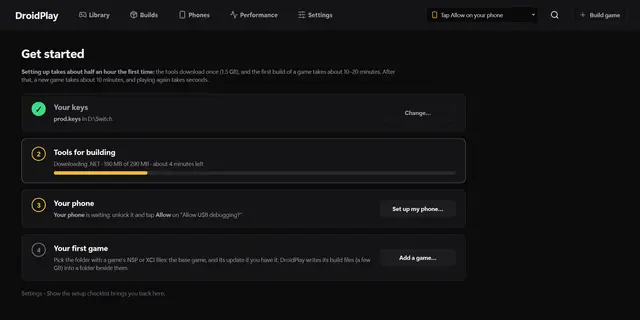 DroidPlay
Library
Builds
Phones
Performance
Settings
Tap Allow on your phone
Build game
Get started
Setting up takes about half an hour the first time: the tools download once (1.5 GB), and the first build of a game takes about 10-20 minutes. After
that, a new game takes about 10 minutes, and playing again takes seconds.
Your keys
prod.keys in D:\Switch
Change...
2
Tools for building
Downloading .NET - 180 MB of 290 MB - about 4 minutes left
3
Your phone
Your phone is waiting: unlock it and tap Allow on "Allow USB debugging?"
Set up my phone...
4
Your first game
Pick the folder with a game's NSP or XCI files: the base game, and its update if you have it. DroidPlay writes its build files (a few
GB) into a folder beside them.
Add a game...
Settings - Show the setup checklist brings you back here.